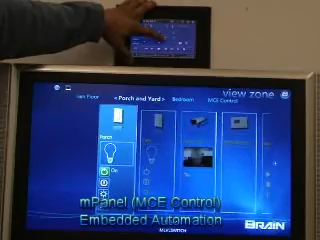 view zone
< Porch and Yard > Bedroom MCE Control
Porch
On
mPanel (MCE Control)
Embedded Automation
BRAIN